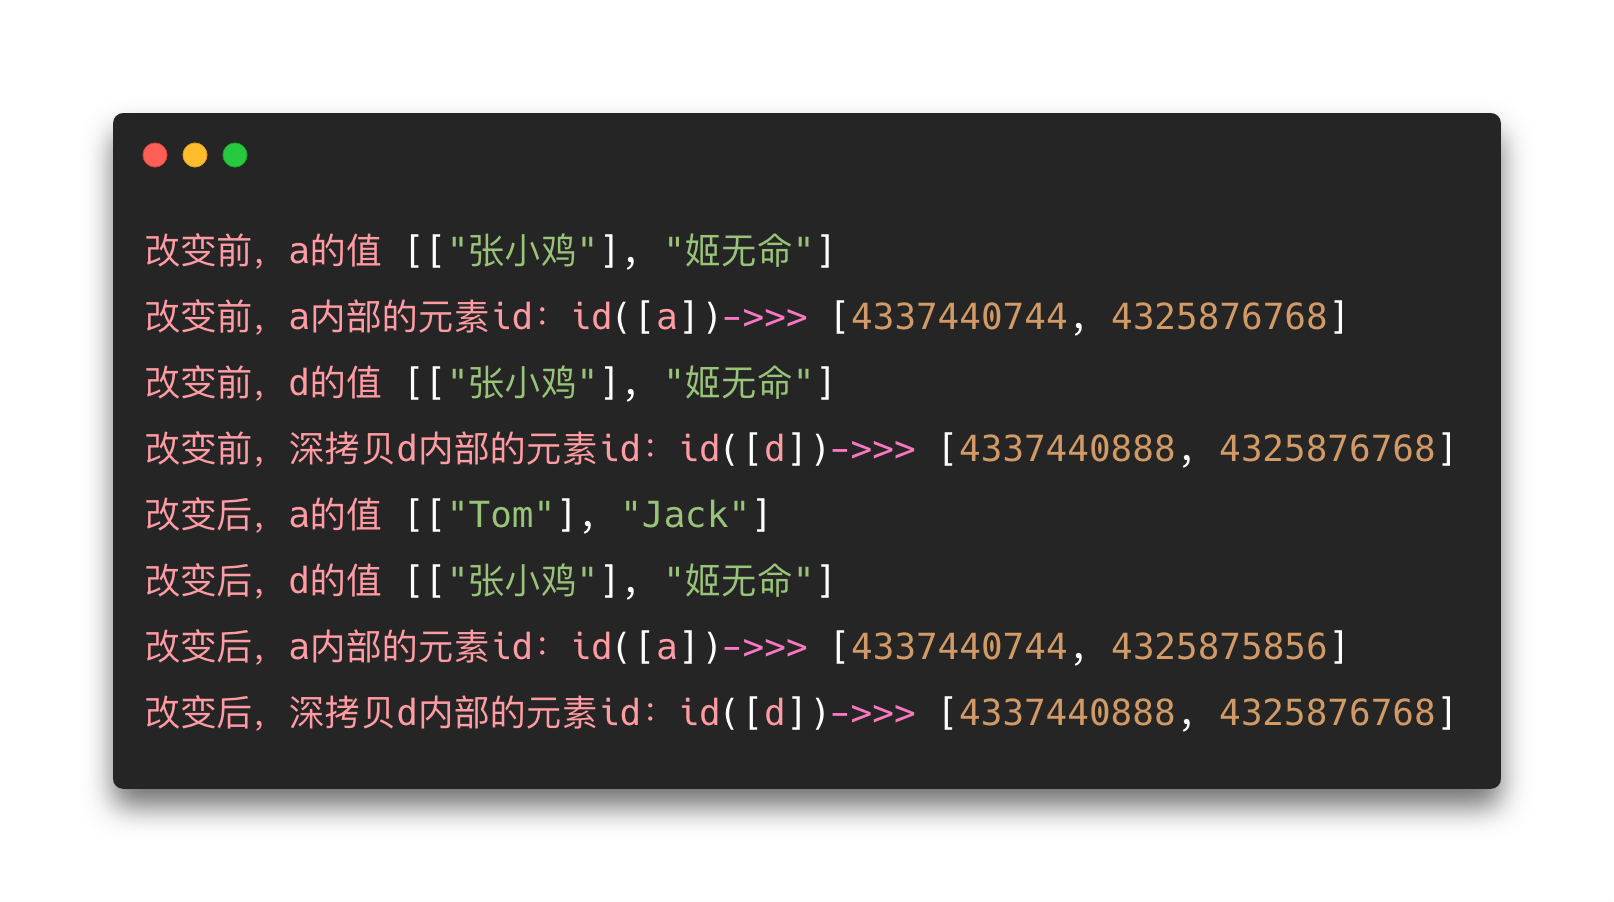 改变前，a的值 [["张小鸡"], "姬无命"]
改变前，a内部的元素id：id([a])->>> [4337440744, 4325876768]
改变前，d的值 [["张小鸡"], "姬无命"]
改变前，深拷贝d内部的元素id：id([d])->>> [4337440888, 4325876768]
改变后，a的值 [["Tom"], "Jack"]
改变后，d的值 [["张小鸡"], "姬无命"]
改变后，a内部的元素id：id([a])->>> [4337440744, 4325875856]
改变后，深拷贝d内部的元素id：id([d])->>> [4337440888, 4325876768]